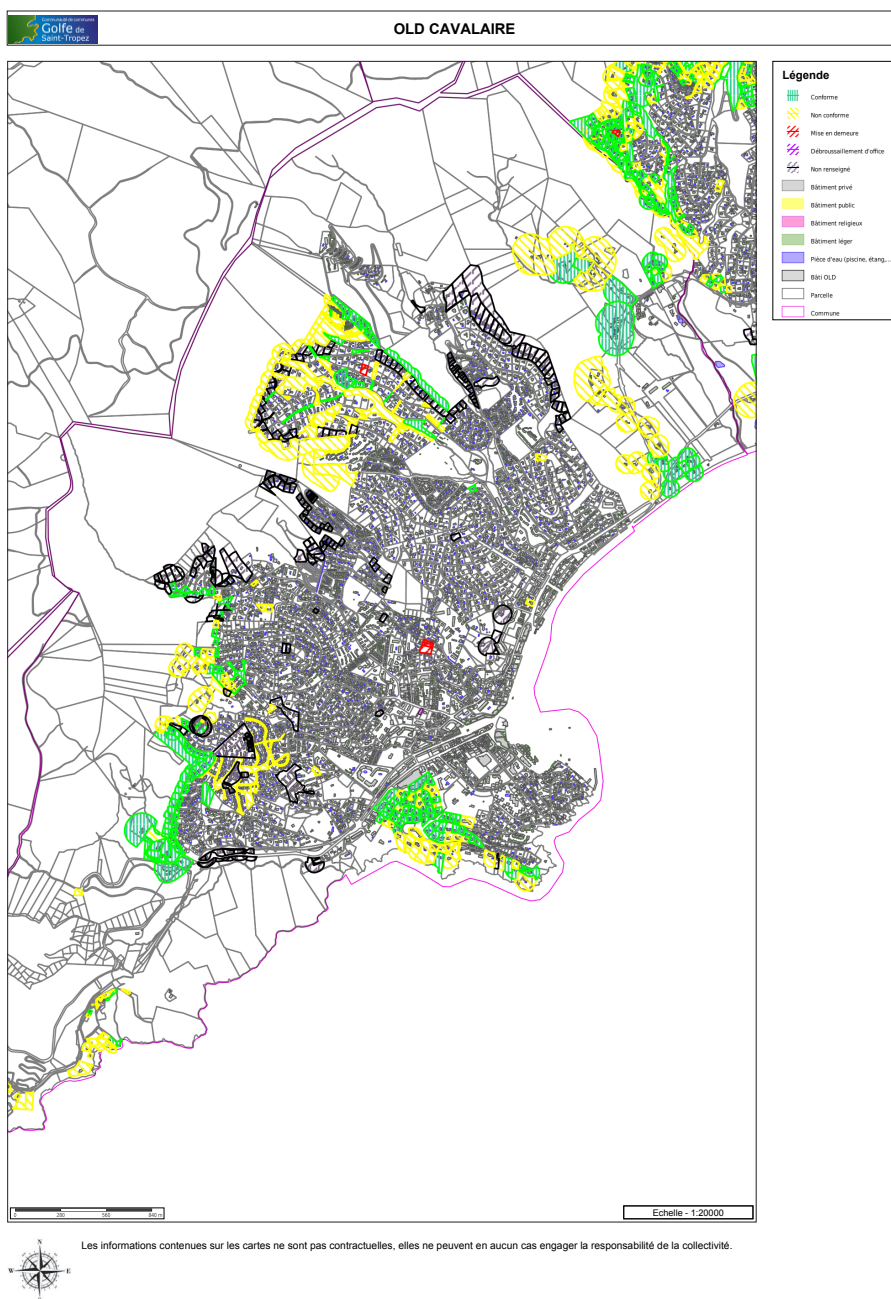 Communauté de communes
Golfe de
Saint-Tropez
OLD CAVALAIRE
Légende
Conforme
Non conforme
Mise en demeure
Débroussaillement d'office
Non renseigné
Bâtiment privé
Bâtiment public
Bâtiment religieux
Bâtiment léger
Pièce d'eau (piscine, étang,...
Bâti OLD
Parcelle
Commune
0 280 560 840 m
Echelle - 1:20000
N
W E
S
Les informations contenues sur les cartes ne sont pas contractuelles, elles ne peuvent en aucun cas engager la responsabilité de la collectivité.